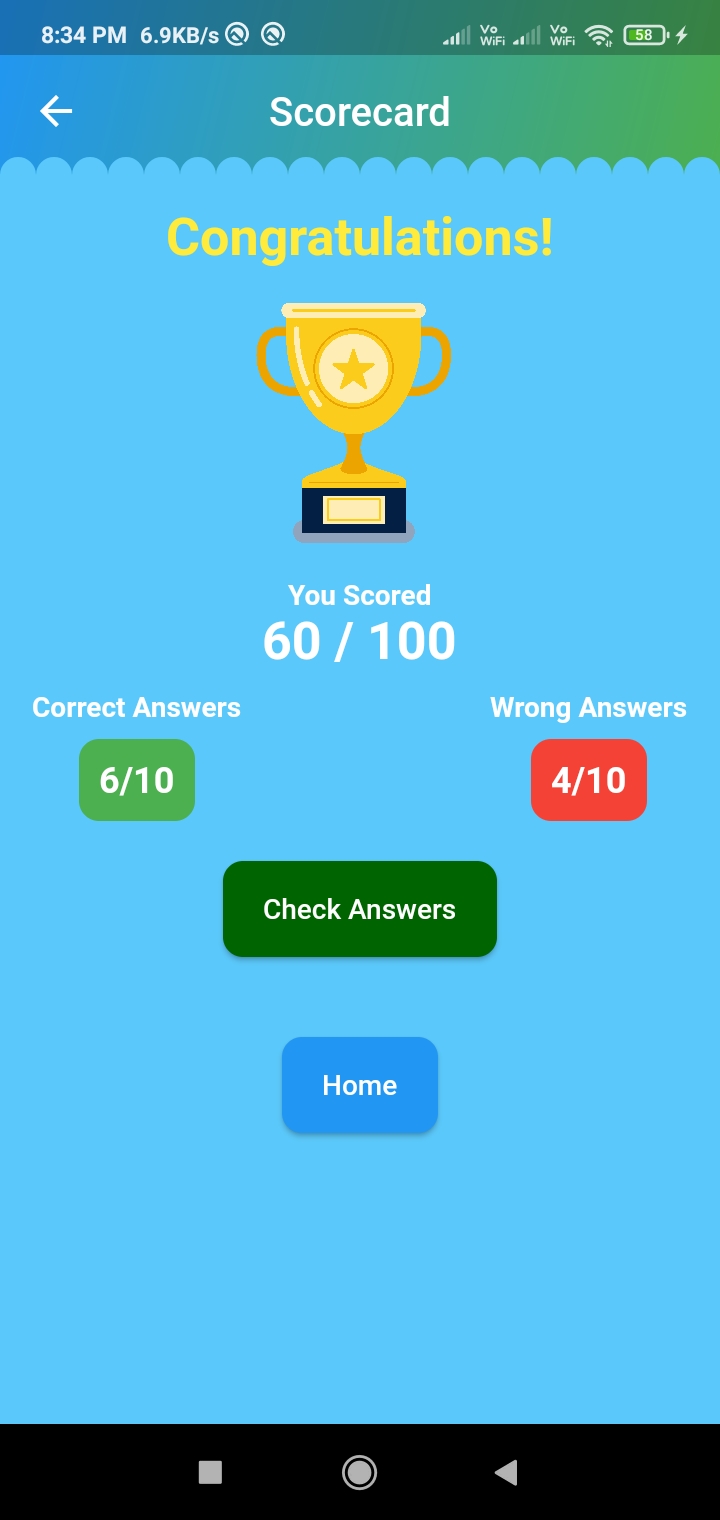 8:34 PM 6.9KB/s Vo WiFi Vo WiFi 58
Scorecard
Congratulations!
You Scored
60 / 100
Correct Answers Wrong Answers
6/10 4/10
Check Answers
Home